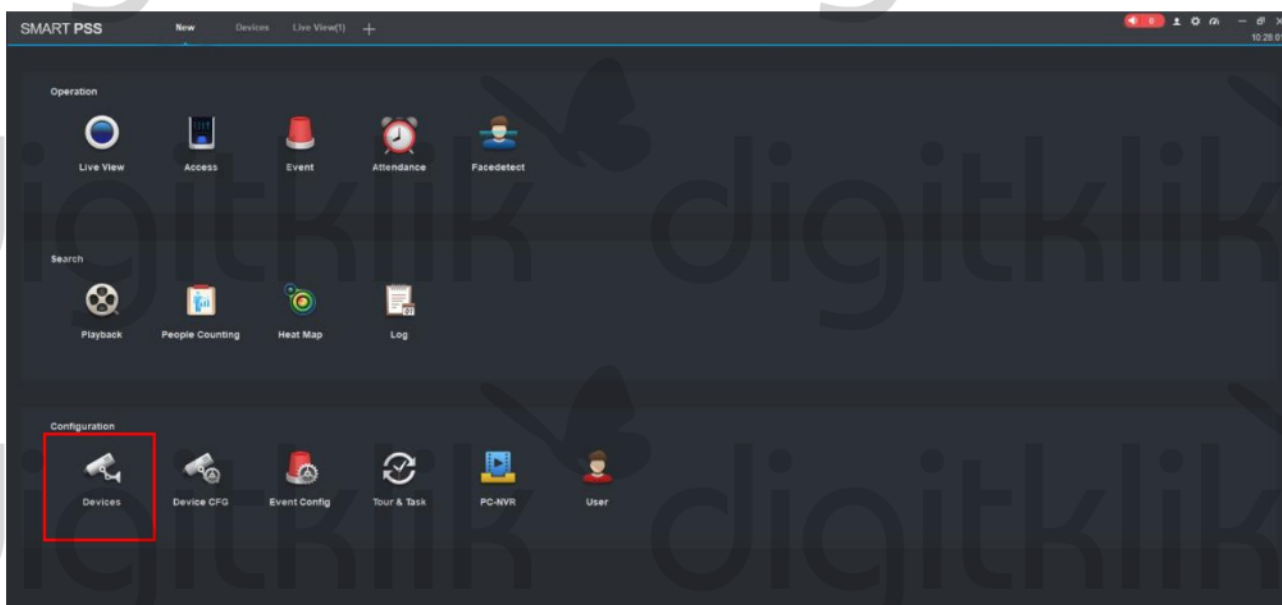 SMART PSS New Devices Live View(1) 0
10:28:0
Operation
Live View Access Event Attendance Facedetect
Search
Playback People Counting Heat Map Log
Configuration
Devices Device CFG Event Config Tour & Task PC-NVR User
digitklik digitklik
digitklik digitklik